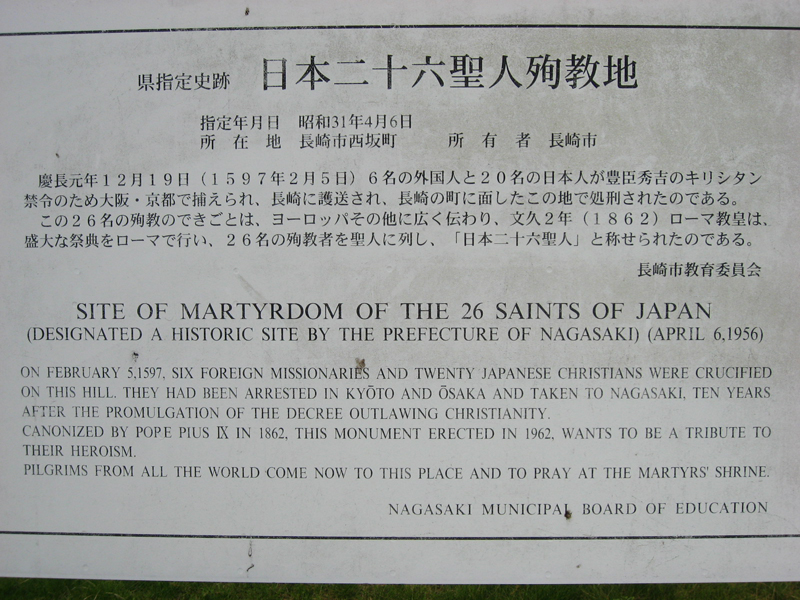 県指定史跡 日本二十六聖人殉教地
指定年月日 昭和31年4月6日
所在地 長崎市西坂町 所有者 長崎市
慶長元年12月19日(1597年2月5日)6名の外国人と20名の日本人が豊臣秀吉のキリシタン
禁令のため大阪・京都で捕えられ、長崎に護送され、長崎の町に面したこの地で処刑されたのである。
この26名の殉教のできごとは、ヨーロッパその他に広く伝わり、文久2年(1862)ローマ教皇は、
盛大な祭典をローマで行い、26名の殉教者を聖人に列し、「日本二十六聖人」と称せられたのである。
長崎市教育委員会
SITE OF MARTYRDOM OF THE 26 SAINTS OF JAPAN
(DESIGNATED A HISTORIC SITE BY THE PREFECTURE OF NAGASAKI) (APRIL 6,1956)
ON FEBRUARY 5,1597, SIX FOREIGN MISSIONARIES AND TWENTY JAPANESE CHRISTIANS WERE CRUCIFIED
ON THIS HILL. THEY HAD BEEN ARRESTED IN KYŌTO AND ŌSAKA AND TAKEN TO NAGASAKI, TEN YEARS
AFTER THE PROMULGATION OF THE DECREE OUTLAWING CHRISTIANITY.
CANONIZED BY POPE PIUS IX IN 1862, THIS MONUMENT ERECTED IN 1962, WANTS TO BE A TRIBUTE TO
THEIR HEROISM.
PILGRIMS FROM ALL THE WORLD COME NOW TO THIS PLACE AND TO PRAY AT THE MARTYRS' SHRINE.
NAGASAKI MUNICIPAL BOARD OF EDUCATION